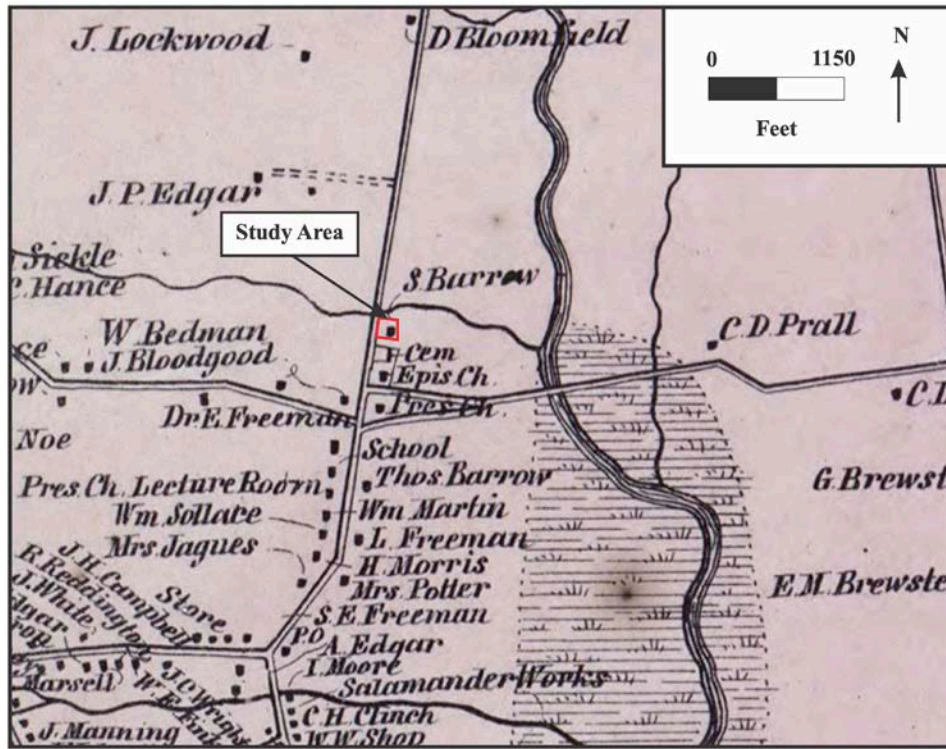 J. Lockwood
D Bloomfield
0 1150
Feet
N
J. P. Edgar
Study Area
Sickle
S. Burrow
C. Hance
W. Bedman
J. Bloodgood
C. D. Prall
Cem
Epis Ch.
Dr. E. Freeman
Pres. Ch.
Noe
School
Pres. Ch. Lecture Room
Thos Barrow
G. Brewst
Wm Sollace
Wm Martin
Mrs Jaques
L. Freeman
H. Morris
Mrs. Potter
E. M. Brewste
J. H. Campbell
B. Reddington
J. White
Store
S. E. Freeman
P.O
A. Edgar
I. Moore
Marsell
Salamander Works
C. H. Clinch
J. Manning
W. W. Shop